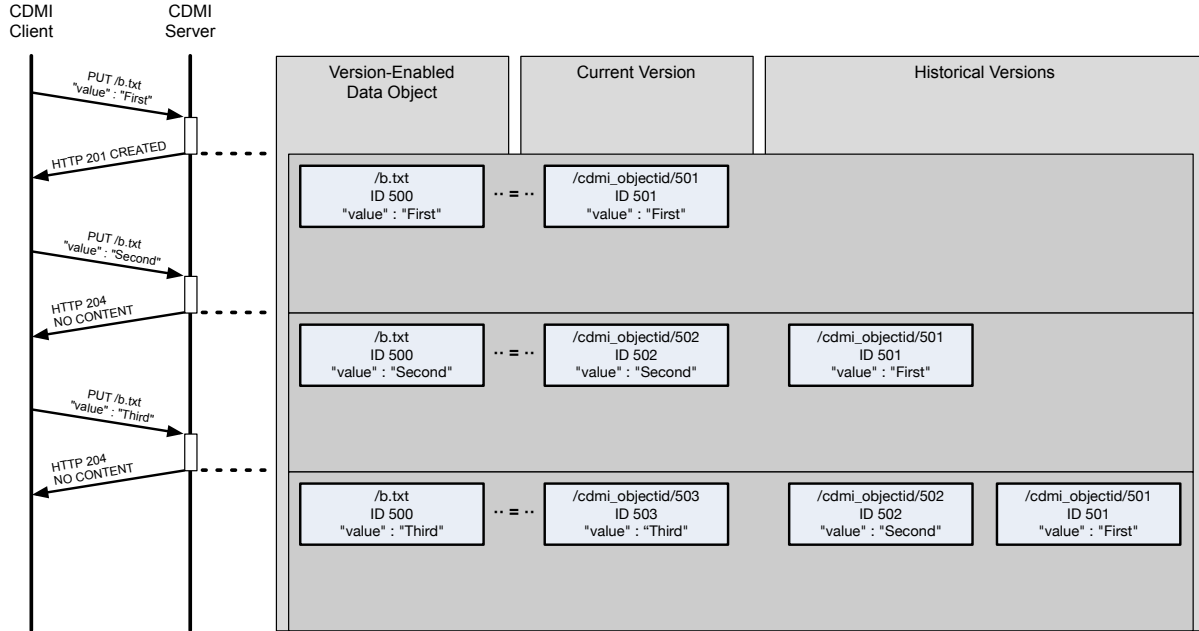 CDMI
Client
CDMI
Server
Version-Enabled
Data Object
Current Version
Historical Versions
PUT /b.txt
"value" : "First"
HTTP 201 CREATED
/b.txt
ID 500
"value" : "First"
·· = ··
/cdmi_objectid/501
ID 501
"value" : "First"
PUT /b.txt
"value" : "Second"
HTTP 204
NO CONTENT
/b.txt
ID 500
"value" : "Second"
·· = ··
/cdmi_objectid/502
ID 502
"value" : "Second"
/cdmi_objectid/501
ID 501
"value" : "First"
PUT /b.txt
"value" : "Third"
HTTP 204
NO CONTENT
/b.txt
ID 500
"value" : "Third"
·· = ··
/cdmi_objectid/503
ID 503
"value" : “Third"
/cdmi_objectid/502
ID 502
"value" : "Second"
/cdmi_objectid/501
ID 501
"value" : "First"